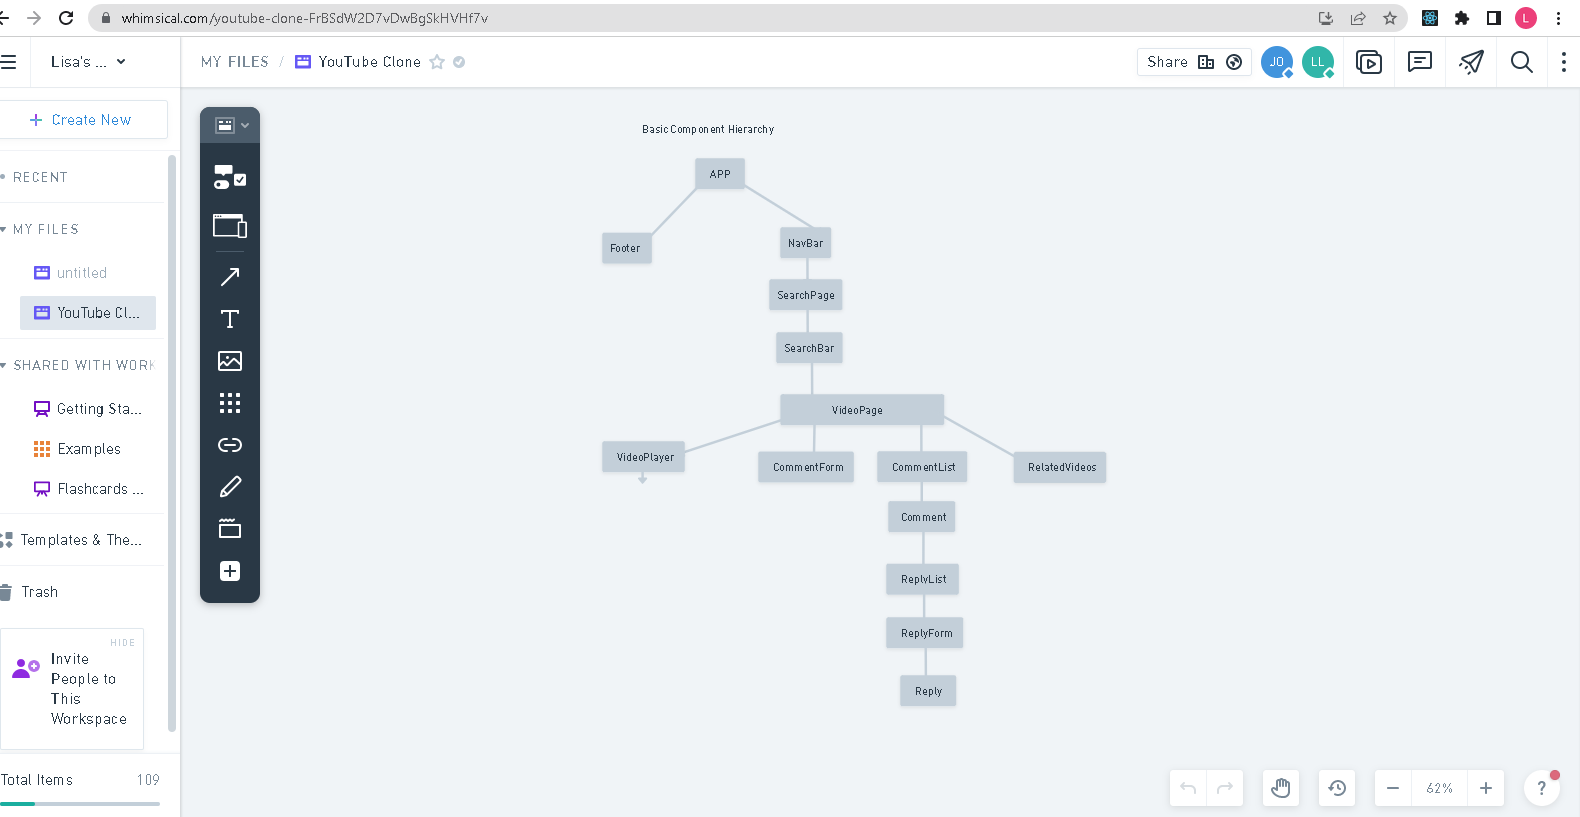 whimsical.com/youtube-clone-FrBSdW2D7vDwBgSkHVHf7v
L
Lisa's ...
MY FILES / YouTube Clone
Share
JO
LL
Create New
RECENT
MY FILES
untitled
YouTube Cl...
SHARED WITH WORK
Getting Sta...
Examples
Flashcards ...
Templates & The...
Trash
HIDE
Invite
People to
This
Workspace
Total Items 109
Basic Component Hierarchy
APP
Footer
NavBar
SearchPage
SearchBar
VideoPage
VideoPlayer
CommentForm
CommentList
RelatedVideos
Comment
ReplyList
ReplyForm
Reply
62%
?